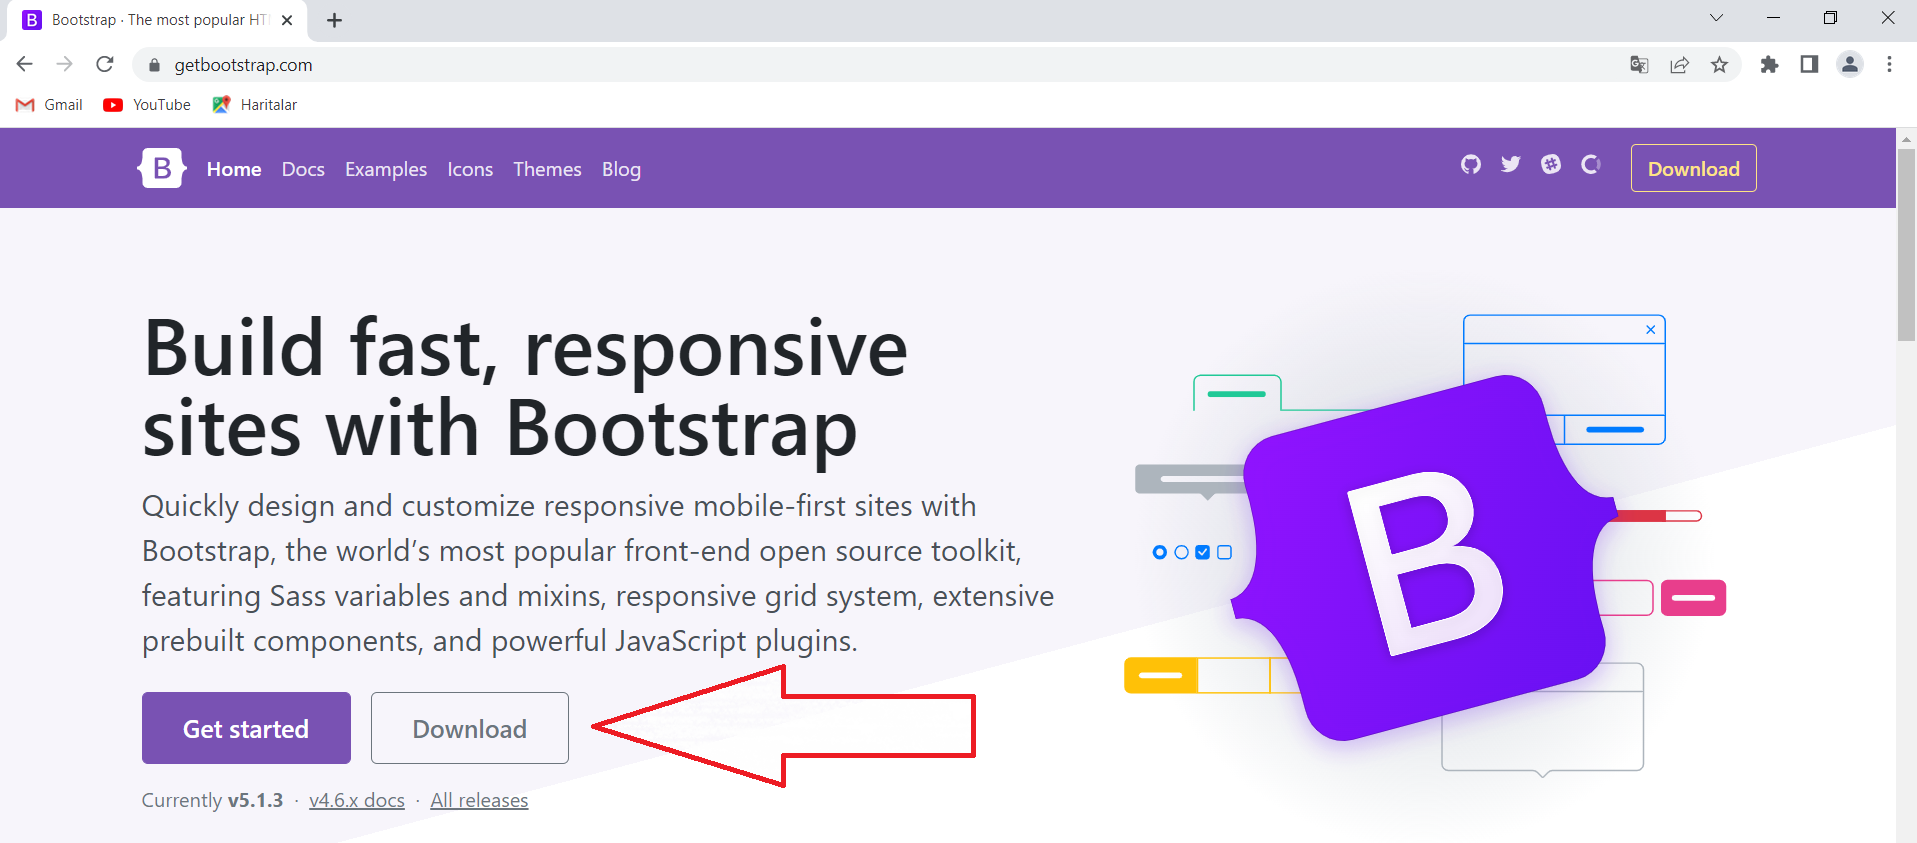 Bootstrap · The most popular HT
getbootstrap.com
Gmail YouTube Haritalar
B Home Docs Examples Icons Themes Blog Download
Build fast, responsive
sites with Bootstrap
Quickly design and customize responsive mobile-first sites with
Bootstrap, the world’s most popular front-end open source toolkit,
featuring Sass variables and mixins, responsive grid system, extensive
prebuilt components, and powerful JavaScript plugins.
Get started Download
Currently v5.1.3 · v4.6.x docs · All releases
B